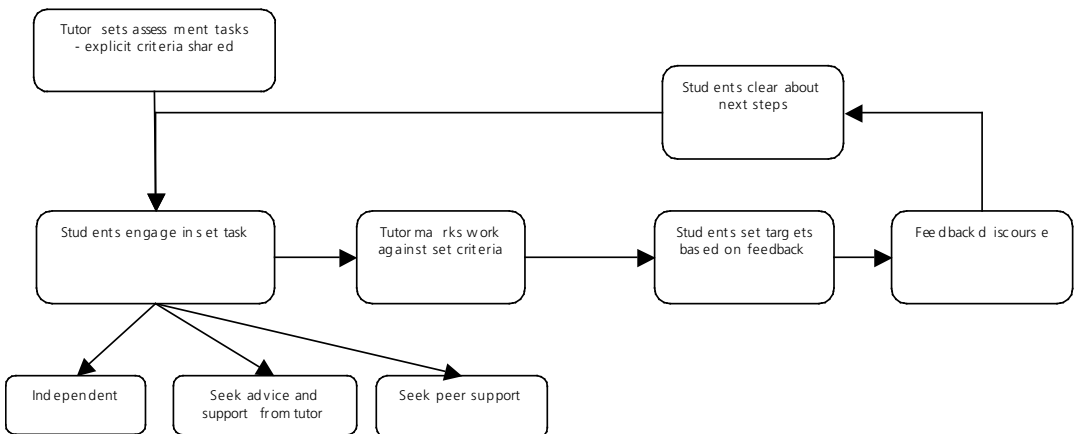 Tutor sets assessment tasks
- explicit criteria shared
Students clear about
next steps
Students engage in set task
Tutor marks work
against set criteria
Students set targets
based on feedback
Feedback discourse
Independent
Seek advice and
support from tutor
Seek peer support